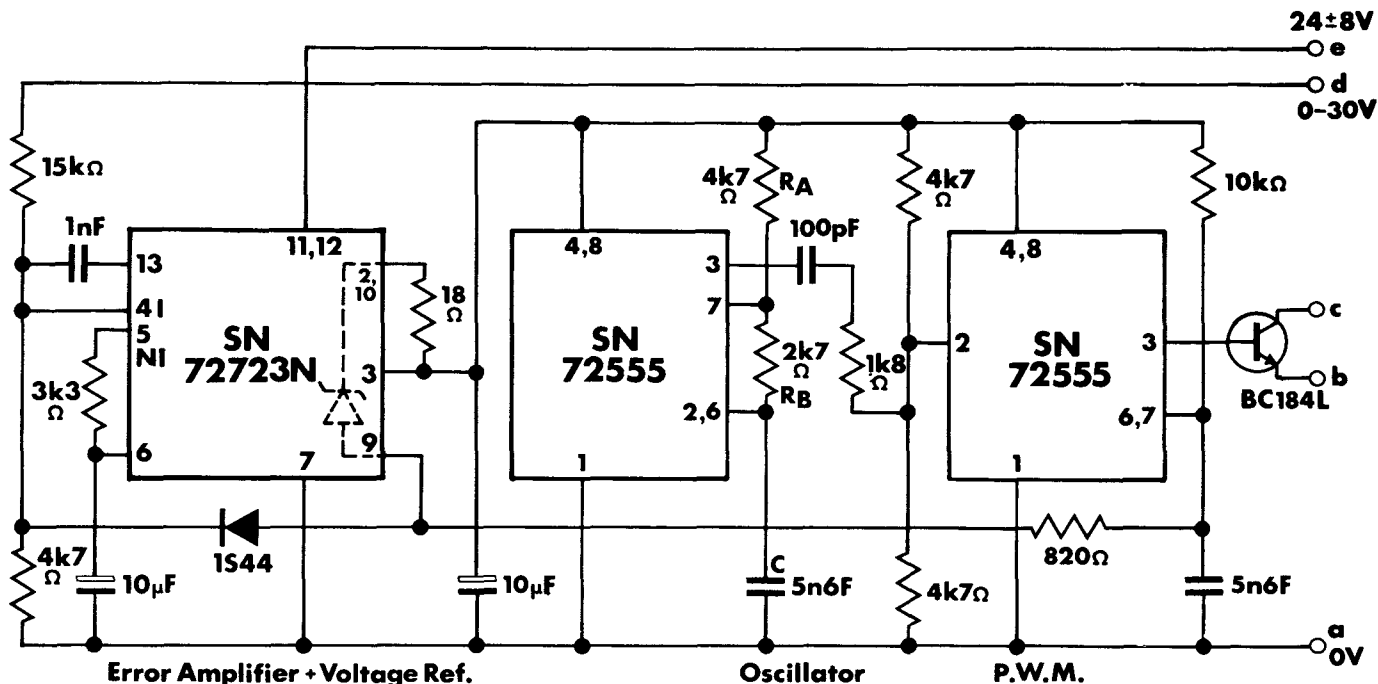 24±8V
e
d
0-30V
15kΩ
1nF
13
11,12
2,
10
18
Ω
4 I
5
NI
SN
72723N
3
3k3
Ω
6
7
9
4k7
Ω
1S44
10µF
10µF
4,8
3
7
SN
72555
2,6
1
4k7
Ω
RA
100pF
2k7
Ω
RB
1k8
Ω
C
5n6F
4k7
Ω
4k7Ω
4,8
2
SN
72555
3
6,7
1
10kΩ
c
b
BC184L
820Ω
5n6F
a
0V
Error Amplifier + Voltage Ref.
Oscillator
P.W.M.